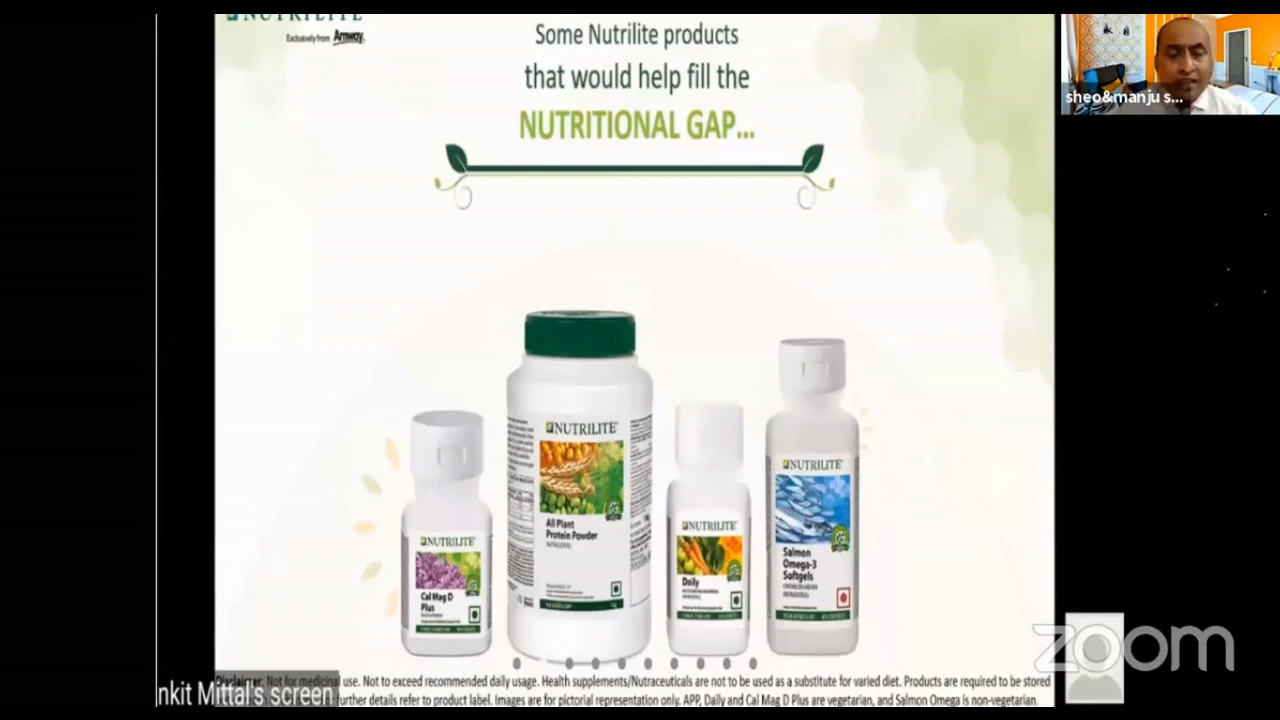 NUTRILITE
Exclusively from Amway
Some Nutrilite products
that would help fill the
NUTRITIONAL GAP...
sheo&manju s...
NUTRILITE
Cal Mag D
Plus
NUTRILITE
All Plant
Protein Powder
NUTRILITE
Daily
NUTRILITE
Salmon
Omega-3
Softgels
zoom
Disclaimer: Not for medicinal use. Not to exceed recommended daily usage. Health supplements/Nutraceuticals are not to be used as a substitute for varied diet. Products are required to be stored
further details refer to product label. Images are for pictorial representation only. APP, Daily and Cal Mag D Plus are vegetarian, and Salmon Omega is non-vegetarian.
nkit Mittal's screen